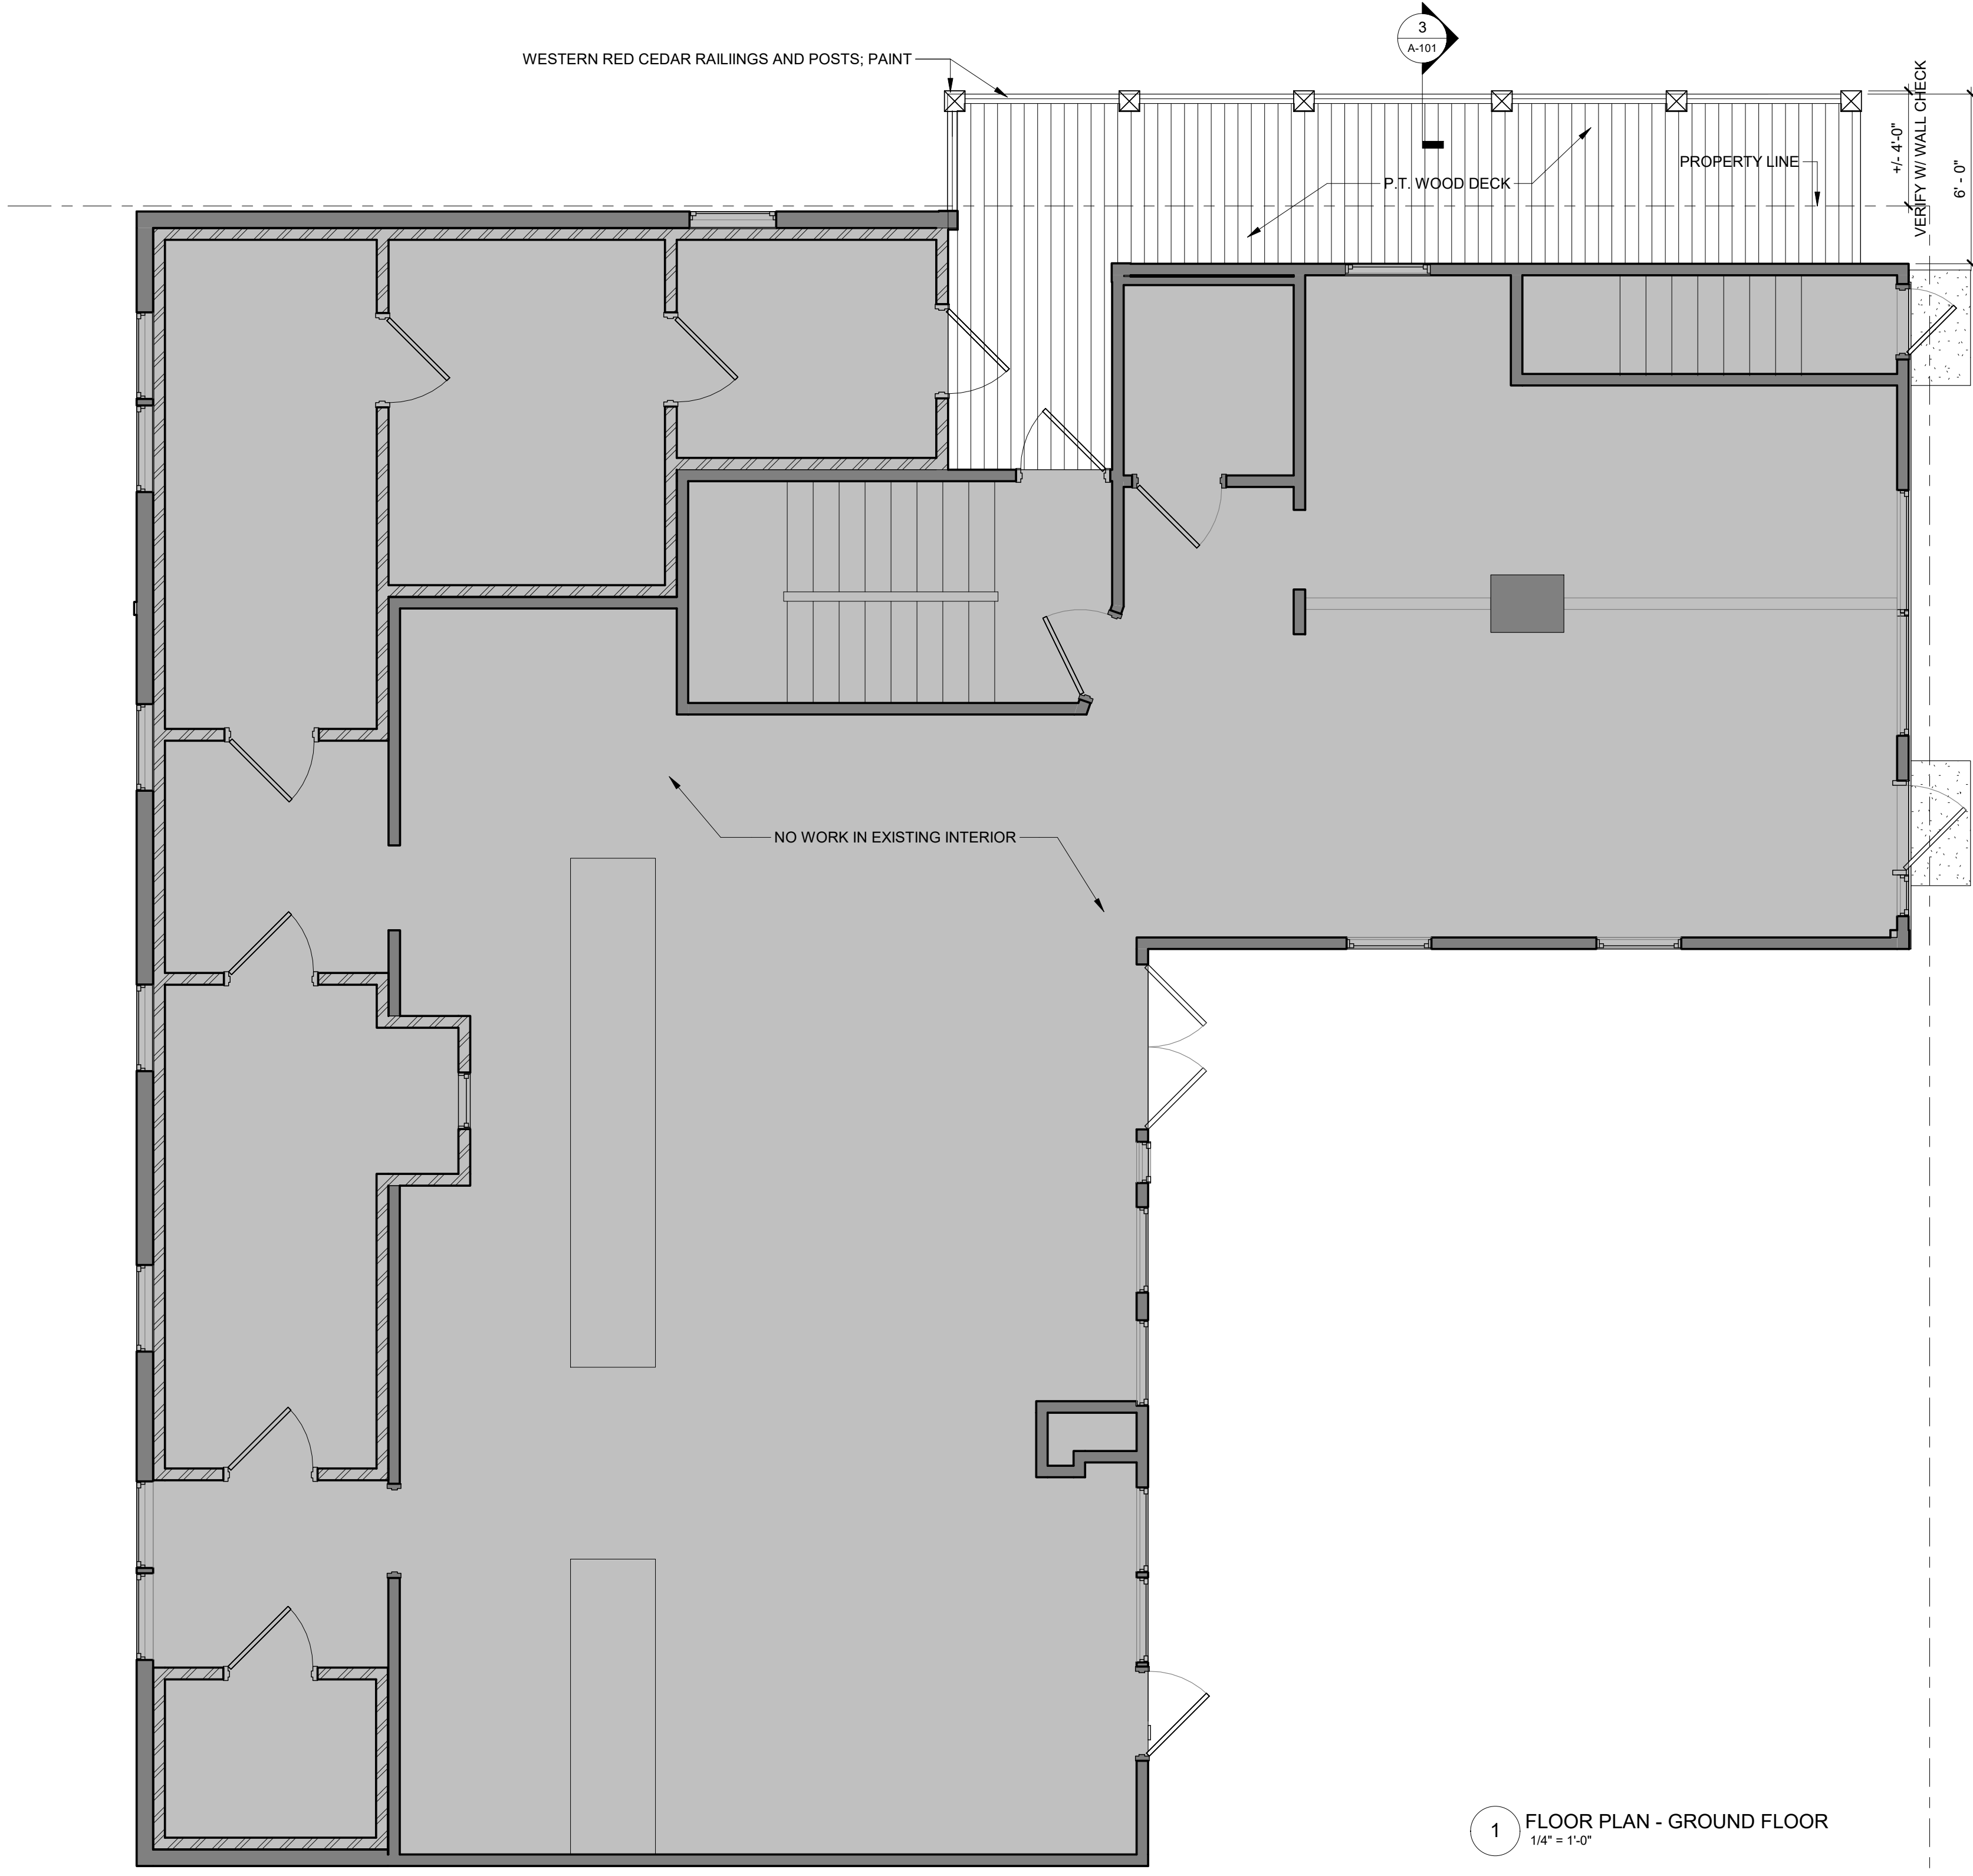 3
A-101
WESTERN RED CEDAR RAILIINGS AND POSTS; PAINT
+/- 4'-0"
VERIFY W/ WALL CHECK
6' - 0"
PROPERTY LINE
P.T. WOOD DECK
NO WORK IN EXISTING INTERIOR
1
FLOOR PLAN - GROUND FLOOR
1/4" = 1'-0"